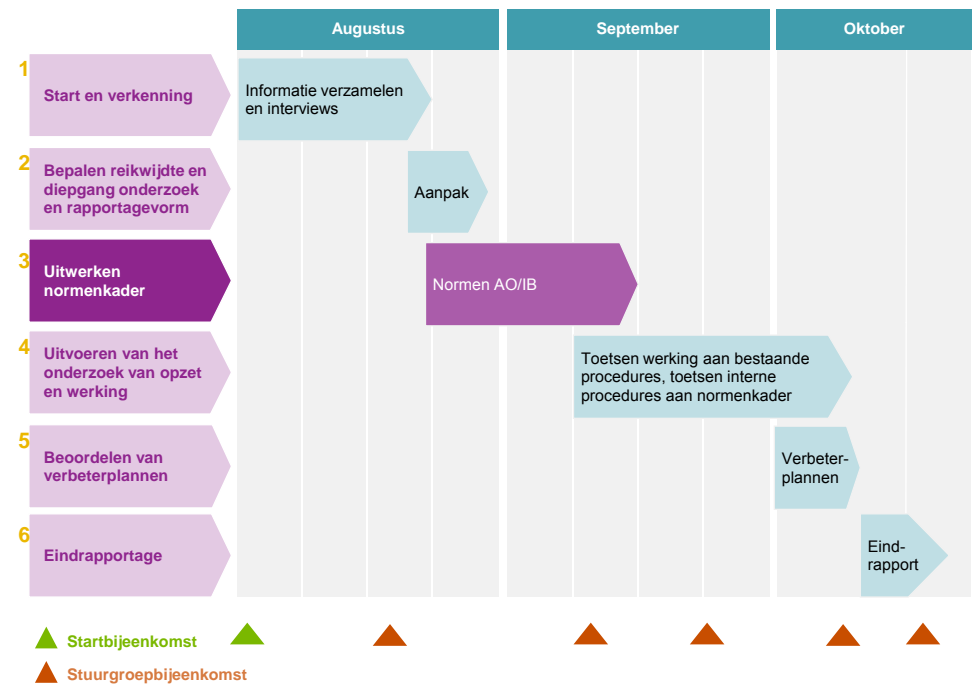 Augustus
September
Oktober
1
Start en verkenning
Informatie verzamelen
en interviews
2
Bepalen reikwijdte en
diepgang onderzoek
en rapportagevorm
Aanpak
3
Uitwerken
normenkader
Normen AO/IB
4
Uitvoeren van het
onderzoek van opzet
en werking
Toetsen werking aan bestaande
procedures, toetsen interne
procedures aan normenkader
5
Beoordelen van
verbeterplannen
Verbeter-
plannen
6
Eindrapportage
Eind-
rapport
Startbijeenkomst
Stuurgroepbijeenkomst